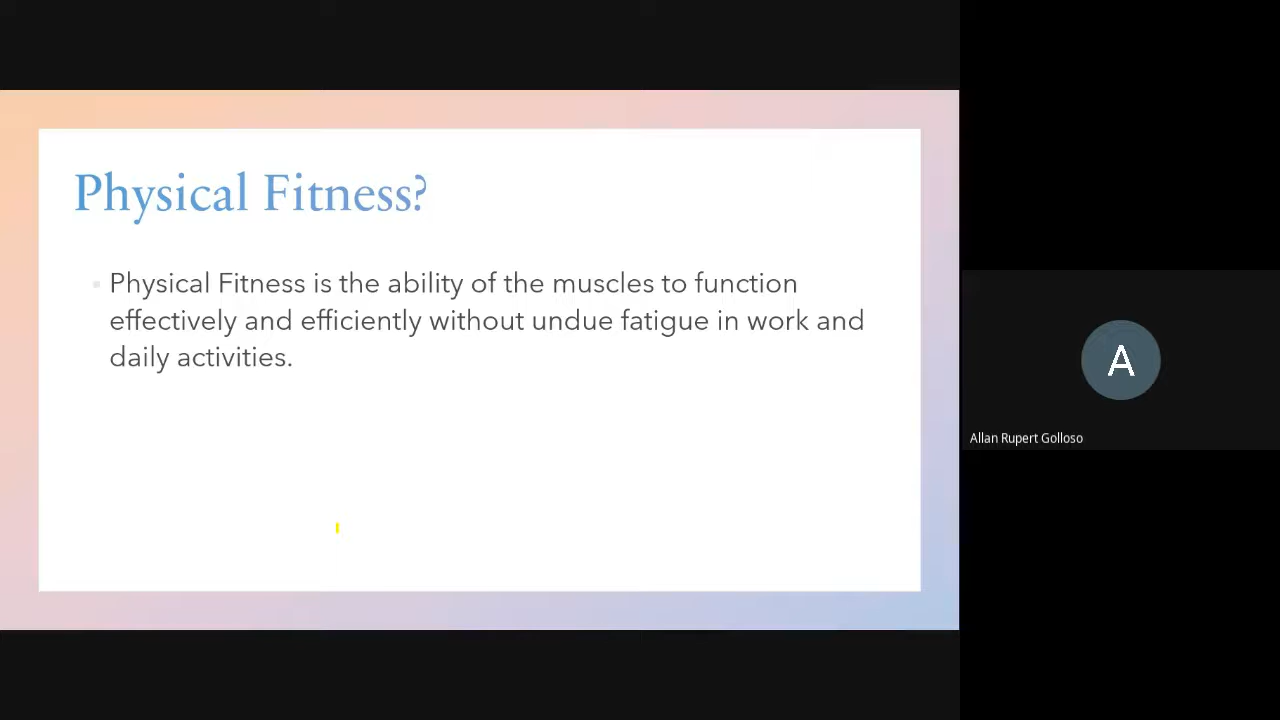 Physical Fitness?
Physical Fitness is the ability of the muscles to function
effectively and efficiently without undue fatigue in work and
daily activities.
A
Allan Rupert Golloso